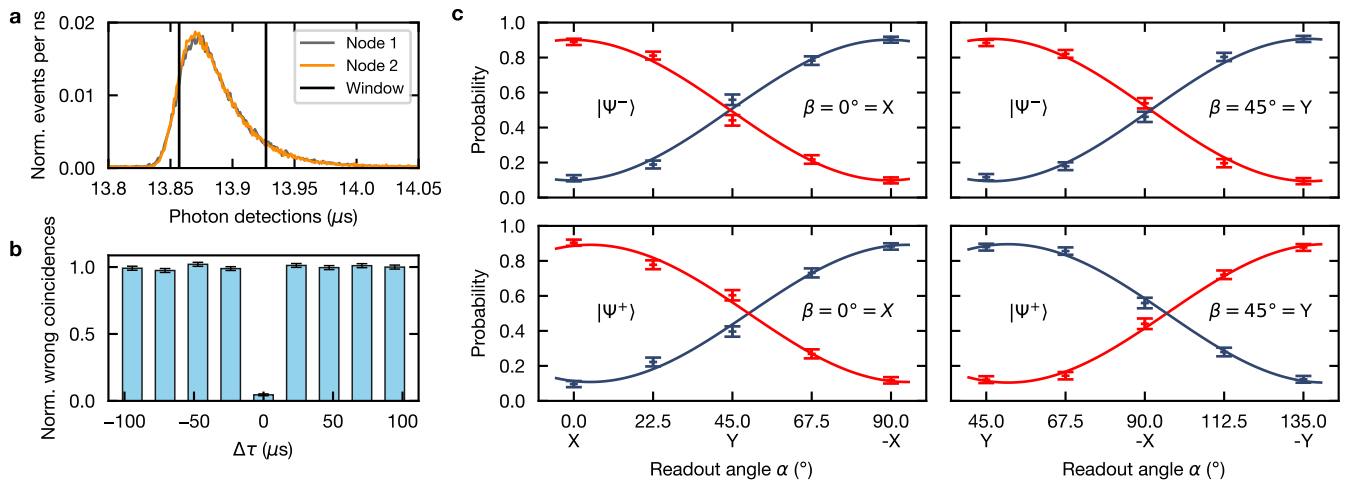 a
Norm. events per ns
0.02
0.01
0.00
Node 1
Node 2
Window
13.8 13.85 13.9 13.95 14.0 14.05
Photon detections (μs)
b
Norm. wrong coincidences
1.0
0.5
0.0
−100 −50 0 50 100
Δτ (μs)
c
Probability
1.0
0.8
0.6
0.4
0.2
0.0
|Ψ⁻⟩
β = 0° = X
|Ψ⁻⟩
β = 45° = Y
Probability
1.0
0.8
0.6
0.4
0.2
0.0
|Ψ⁺⟩
β = 0° = X
|Ψ⁺⟩
β = 45° = Y
0.0 22.5 45.0 67.5 90.0
X Y -X
Readout angle α (°)
45.0 67.5 90.0 112.5 135.0
Y -X -Y
Readout angle α (°)